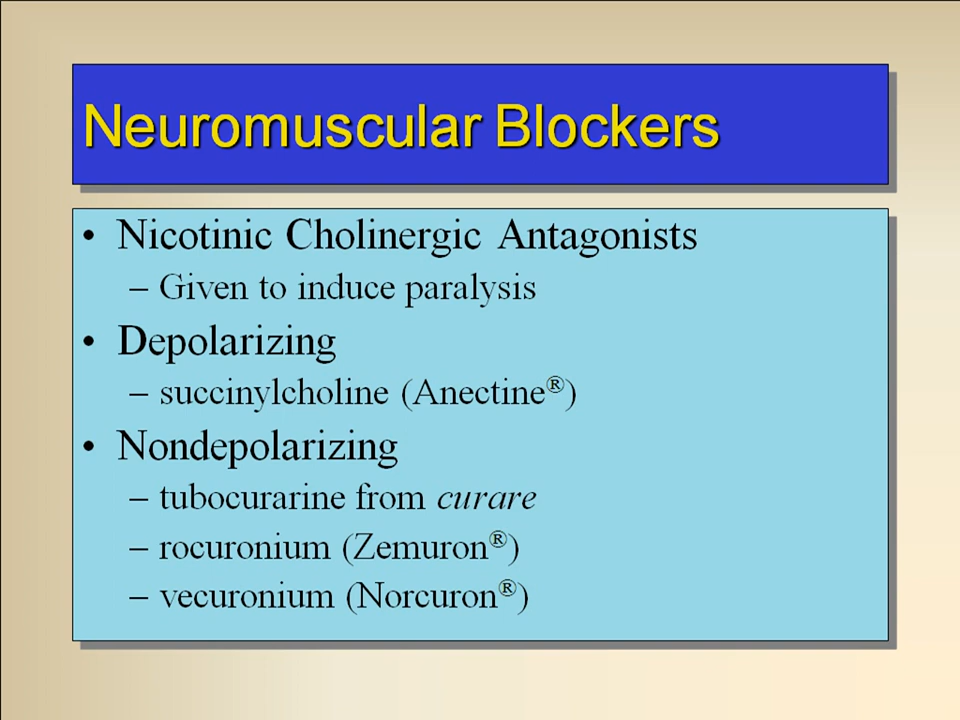 Neuromuscular Blockers
• Nicotinic Cholinergic Antagonists
– Given to induce paralysis
• Depolarizing
– succinylcholine (Anectine®)
• Nondepolarizing
– tubocurarine from curare
– rocuronium (Zemuron®)
– vecuronium (Norcuron®)